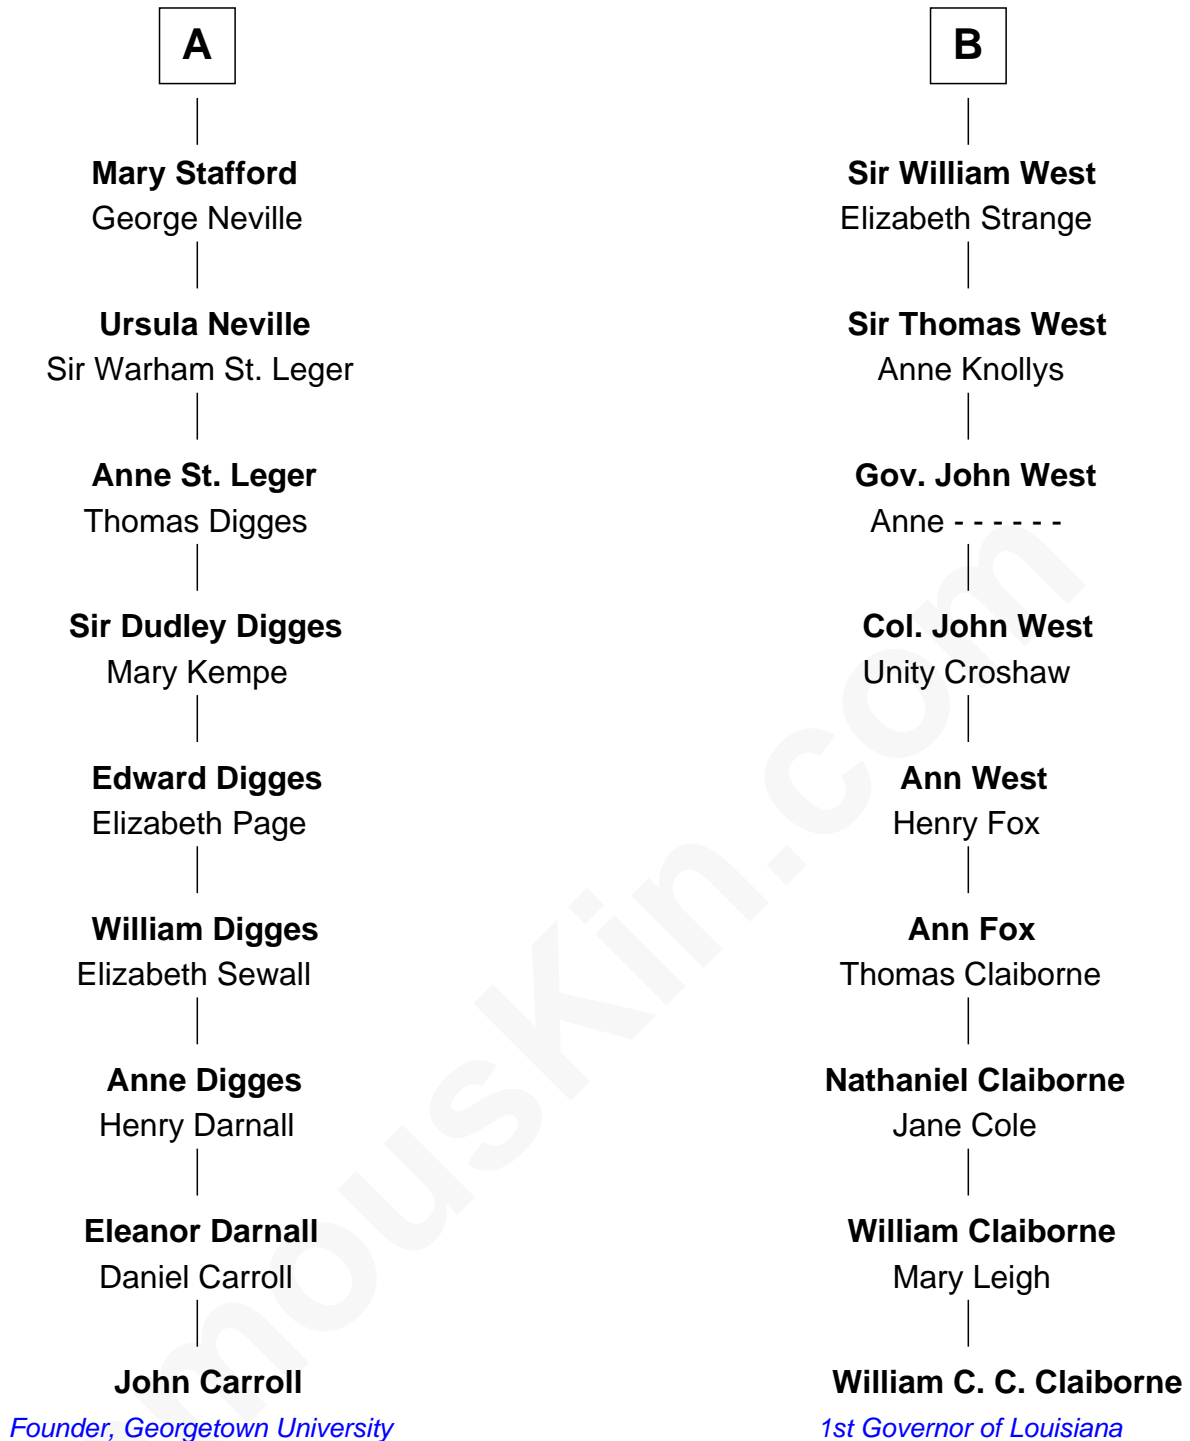 A
Mary Stafford
George Neville
Ursula Neville
Sir Warham St. Leger
Anne St. Leger
Thomas Digges
Sir Dudley Digges
Mary Kempe
Edward Digges
Elizabeth Page
William Digges
Elizabeth Sewall
Anne Digges
Henry Darnall
Eleanor Darnall
Daniel Carroll
John Carroll
Founder, Georgetown University
B
Sir William West
Elizabeth Strange
Sir Thomas West
Anne Knollys
Gov. John West
Anne - - - - - -
Col. John West
Unity Croshaw
Ann West
Henry Fox
Ann Fox
Thomas Claiborne
Nathaniel Claiborne
Jane Cole
William Claiborne
Mary Leigh
William C. C. Claiborne
1st Governor of Louisiana
mousKin.com